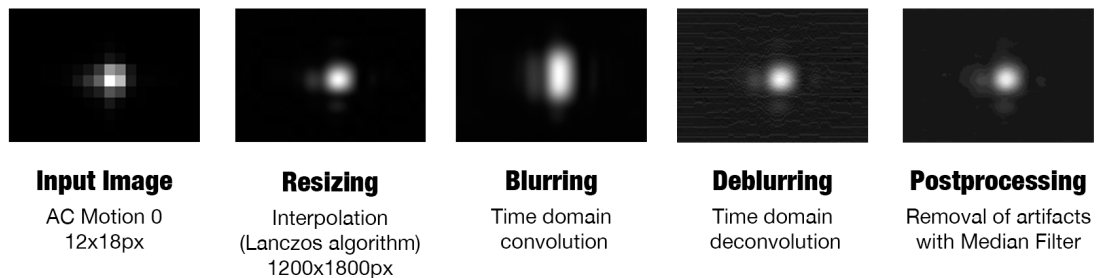 Input Image
AC Motion 0
12x18px
Resizing
Interpolation
(Lanczos algorithm)
1200x1800px
Blurring
Time domain
convolution
Deblurring
Time domain
deconvolution
Postprocessing
Removal of artifacts
with Median Filter